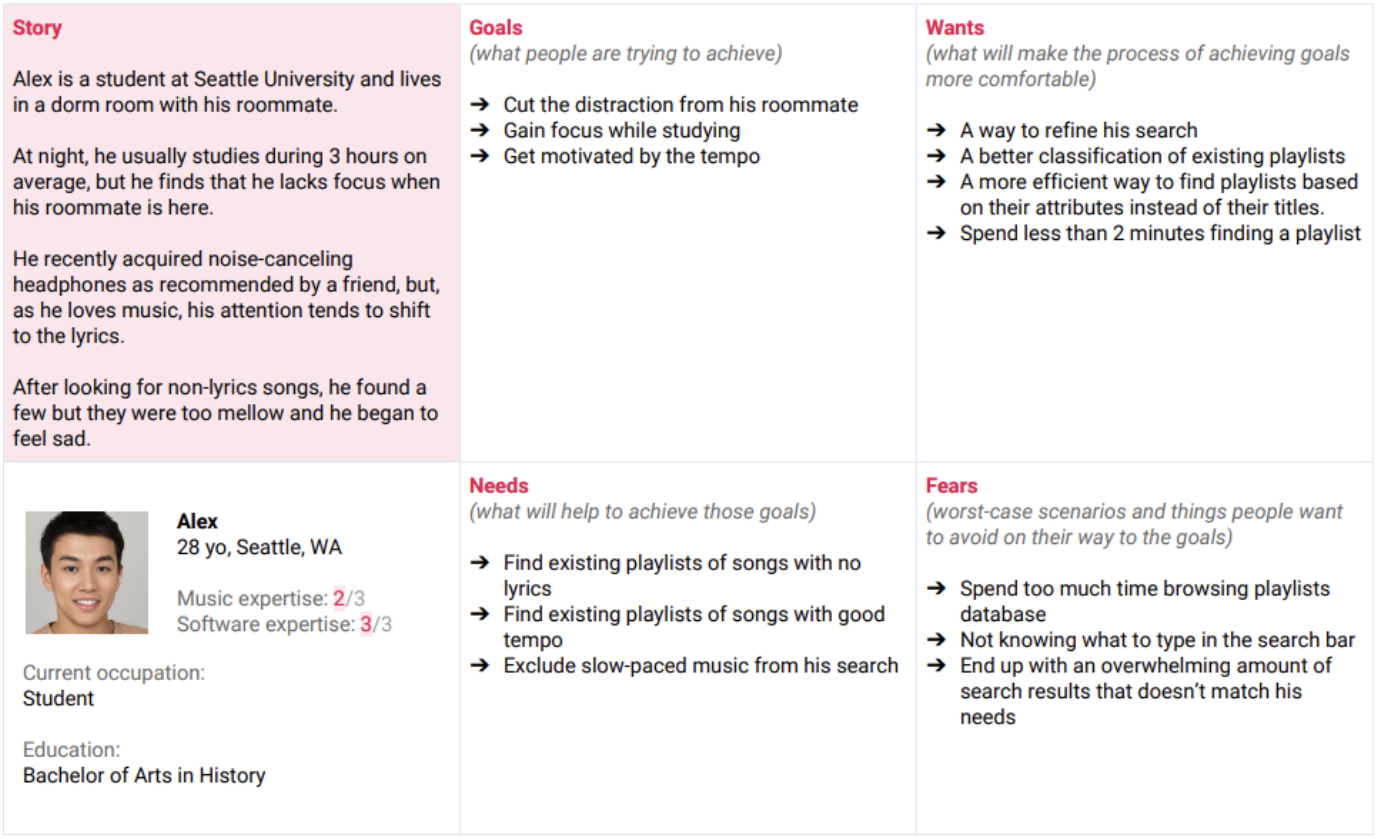 Story
Alex is a student at Seattle University and lives
in a dorm room with his roommate.
At night, he usually studies during 3 hours on
average, but he finds that he lacks focus when
his roommate is here.
He recently acquired noise-canceling
headphones as recommended by a friend, but,
as he loves music, his attention tends to shift
to the lyrics.
After looking for non-lyrics songs, he found a
few but they were too mellow and he began to
feel sad.
Goals
(what people are trying to achieve)
➔ Cut the distraction from his roommate
➔ Gain focus while studying
➔ Get motivated by the tempo
Wants
(what will make the process of achieving goals
more comfortable)
➔ A way to refine his search
➔ A better classification of existing playlists
➔ A more efficient way to find playlists based
on their attributes instead of their titles.
➔ Spend less than 2 minutes finding a playlist
Alex
28 yo, Seattle, WA
Music expertise: 2/3
Software expertise: 3/3
Current occupation:
Student
Education:
Bachelor of Arts in History
Needs
(what will help to achieve those goals)
➔ Find existing playlists of songs with no
lyrics
➔ Find existing playlists of songs with good
tempo
➔ Exclude slow-paced music from his search
Fears
(worst-case scenarios and things people want
to avoid on their way to the goals)
➔ Spend too much time browsing playlists
database
➔ Not knowing what to type in the search bar
➔ End up with an overwhelming amount of
search results that doesn’t match his
needs